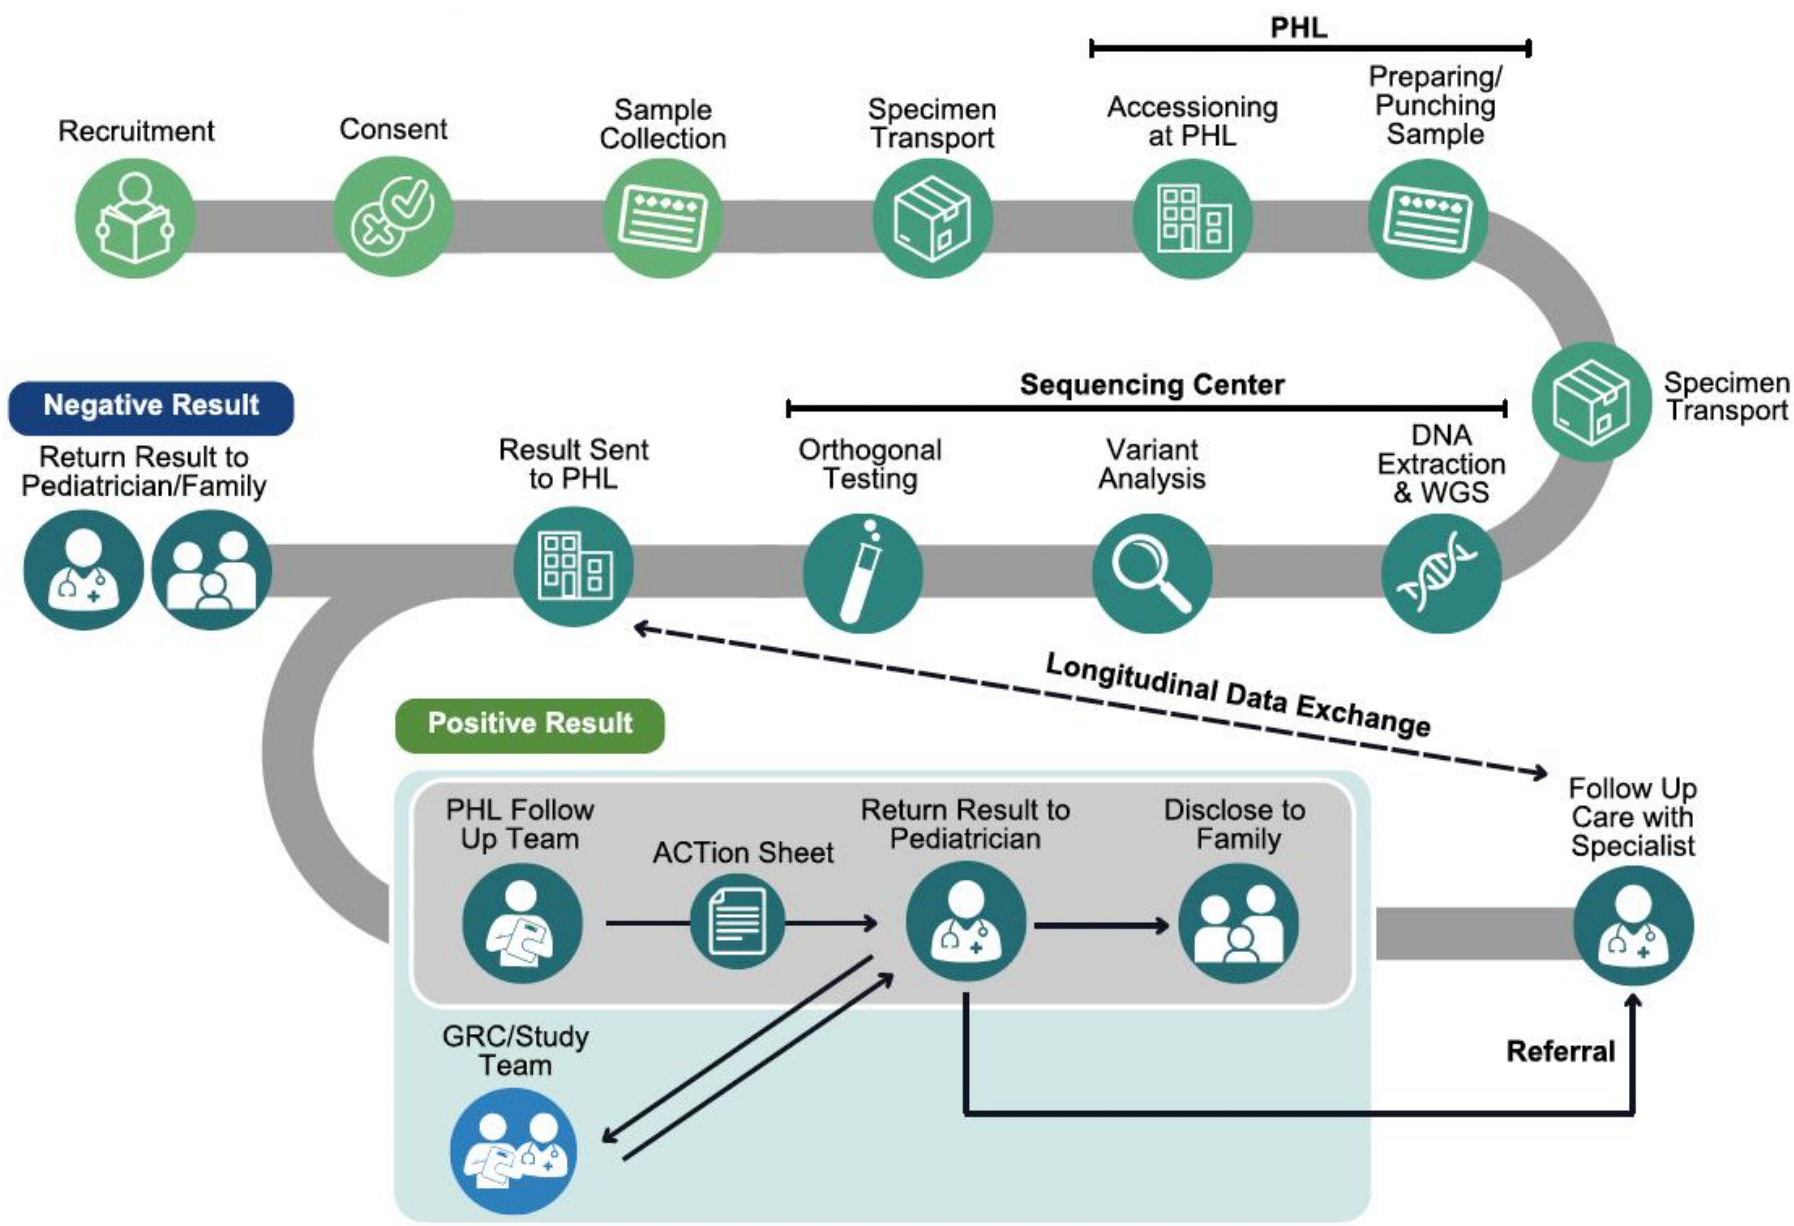 PHL
Recruitment
Consent
Sample
Collection
Specimen
Transport
Accessioning
at PHL
Preparing/
Punching
Sample
Specimen
Transport
Sequencing Center
DNA
Extraction
& WGS
Variant
Analysis
Orthogonal
Testing
Result Sent
to PHL
Negative Result
Return Result to
Pediatrician/Family
Longitudinal Data Exchange
Positive Result
PHL Follow
Up Team
ACTion Sheet
Return Result to
Pediatrician
Disclose to
Family
GRC/Study
Team
Referral
Follow Up
Care with
Specialist